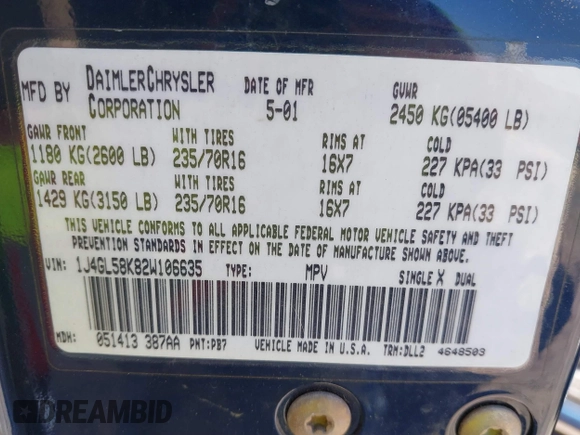 MFD BY DAIMLERCHRYSLER CORPORATION DATE OF MFR 5-01 GVWR 2450 KG(05400 LB)
GAWR FRONT WITH TIRES RIMS AT COLD
1180 KG(2600 LB) 235/70R16 16X7 227 KPA(33 PSI)
GAWR REAR WITH TIRES RIMS AT COLD
1429 KG(3150 LB) 235/70R16 16X7 227 KPA(33 PSI)
THIS VEHICLE CONFORMS TO ALL APPLICABLE FEDERAL MOTOR VEHICLE SAFETY AND THEFT
PREVENTION STANDARDS IN EFFECT ON THE DATE OF MANUFACTURE SHOWN ABOVE.
VIN: 1J4GL58K82W106635 TYPE: MPV SINGLE X DUAL
MDH: 051413 387AA PNT:PB7 VEHICLE MADE IN U.S.A. TRM:DLL2 4648503
DREAMBID